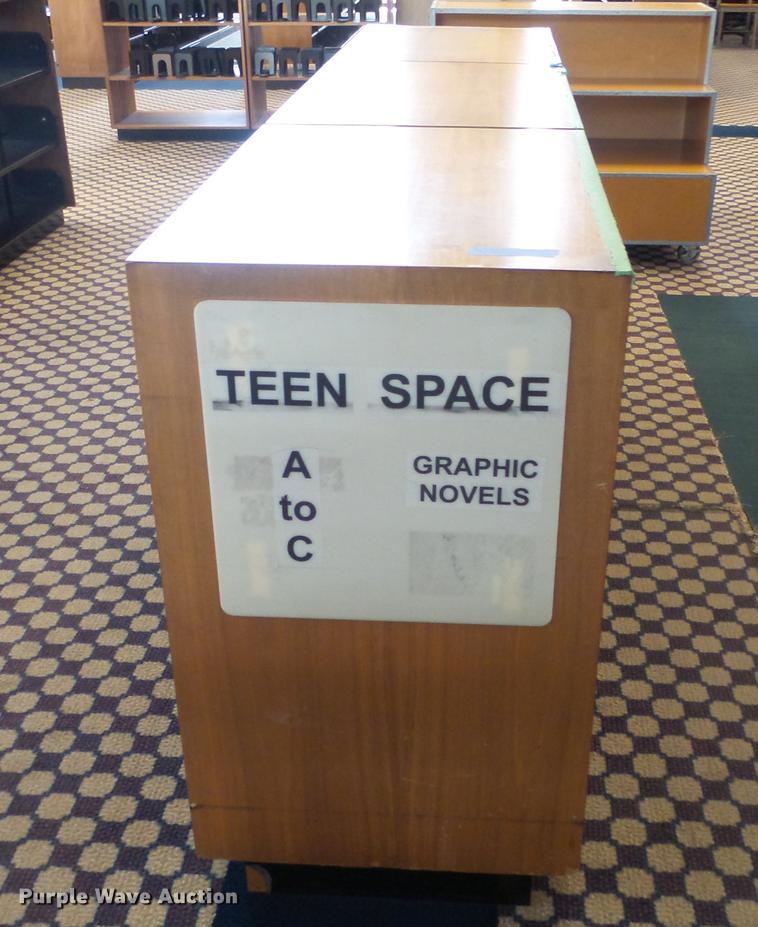 TEEN SPACE
A
to
C
GRAPHIC
NOVELS
Purple Wave Auction